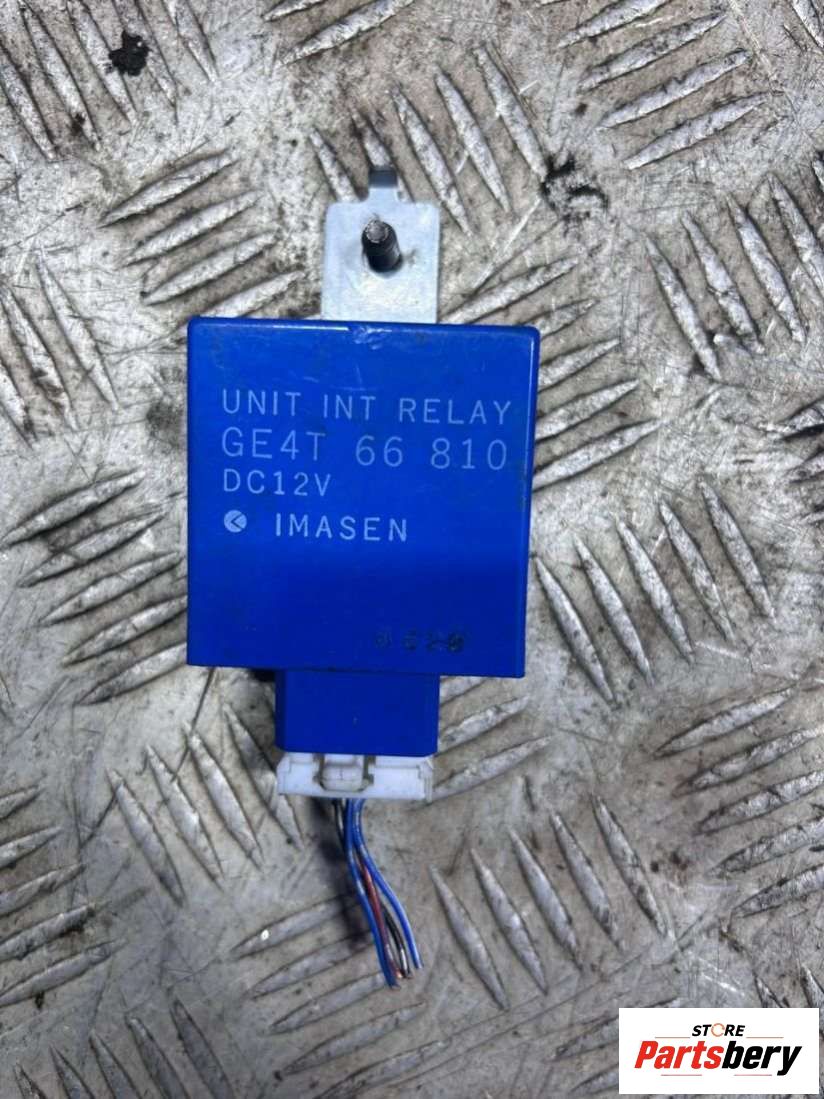 UNIT INT RELAY
GE4T 66 810
DC12V
IMASEN
STORE
Partsbery